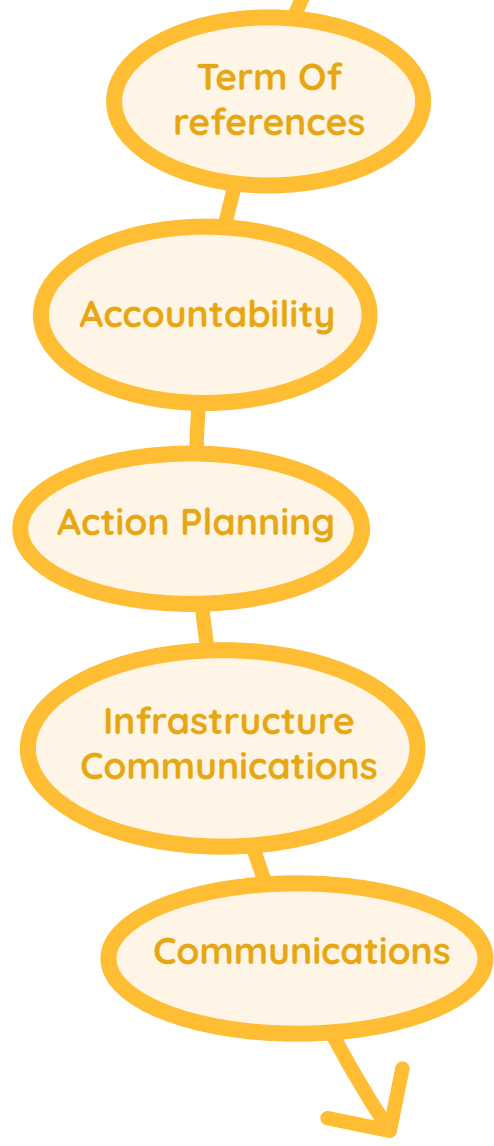 Term Of
references
Accountability
Action Planning
Infrastructure
Communications
Communications